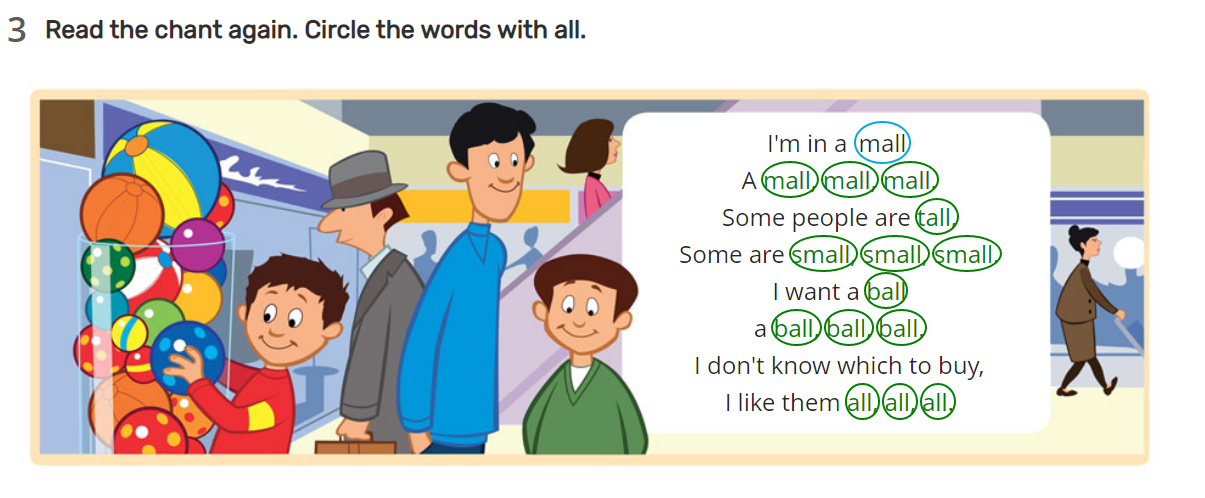 3 Read the chant again. Circle the words with all.
I'm in a mall
A mall, mall, mall.
Some people are tall.
Some are small, small, small.
I want a ball
a ball, ball, ball.
I don't know which to buy,
I like them all, all, all.